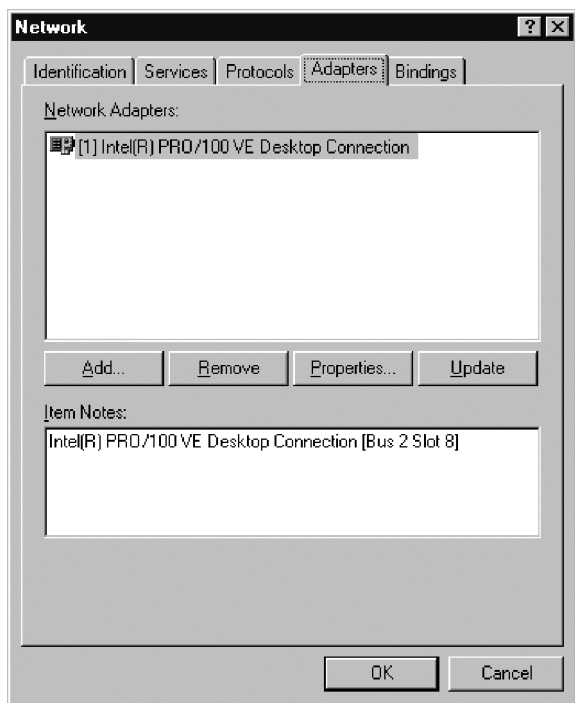 Network
Identification Services Protocols Adapters Bindings
Network Adapters:
[1] Intel(R) PRO/100 VE Desktop Connection
Add... Remove Properties... Update
Item Notes:
Intel(R) PRO/100 VE Desktop Connection [Bus 2 Slot 8]
OK Cancel